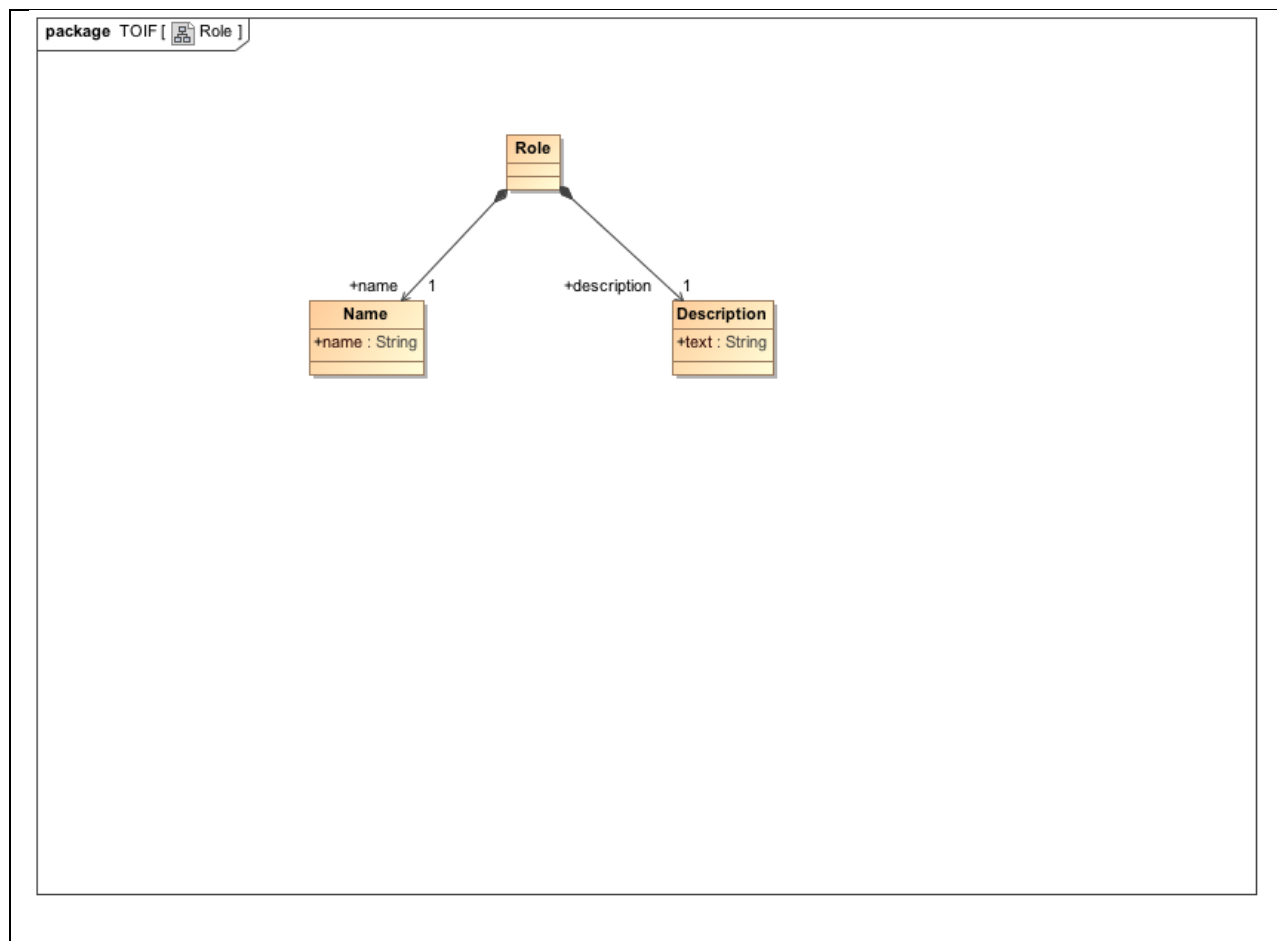 package TOIF [ Role ]
Role
+name 1 +description 1
Name Description
+name : String +text : String